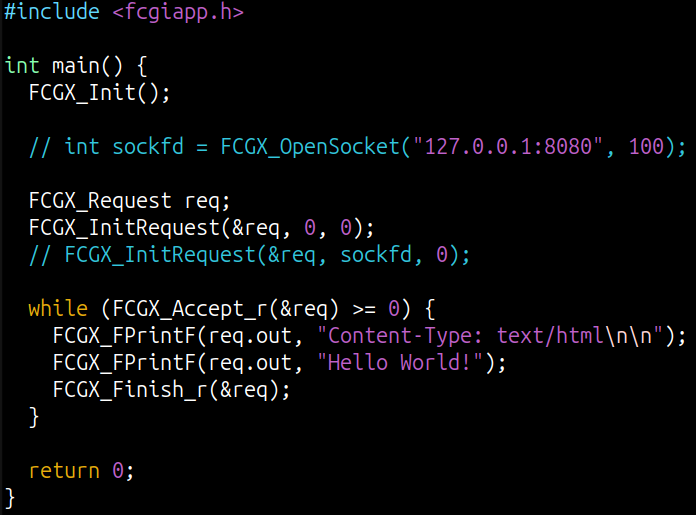 #include <fcgiapp.h>
int main() {
FCGX_Init();
// int sockfd = FCGX_OpenSocket("127.0.0.1:8080", 100);
FCGX_Request req;
FCGX_InitRequest(&req, 0, 0);
// FCGX_InitRequest(&req, sockfd, 0);
while (FCGX_Accept_r(&req) >= 0) {
FCGX_FPrintF(req.out, "Content-Type: text/html\n\n");
FCGX_FPrintF(req.out, "Hello World!");
FCGX_Finish_r(&req);
}
return 0;
}